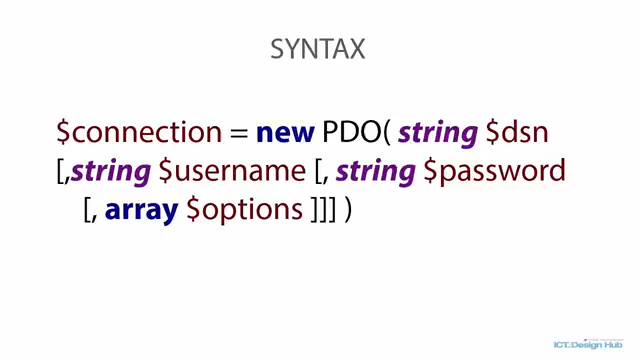 SYNTAX
$connection = new PDO( string $dsn
[,string $username [, string $password
[, array $options ]]] )
ICT.Design Hub